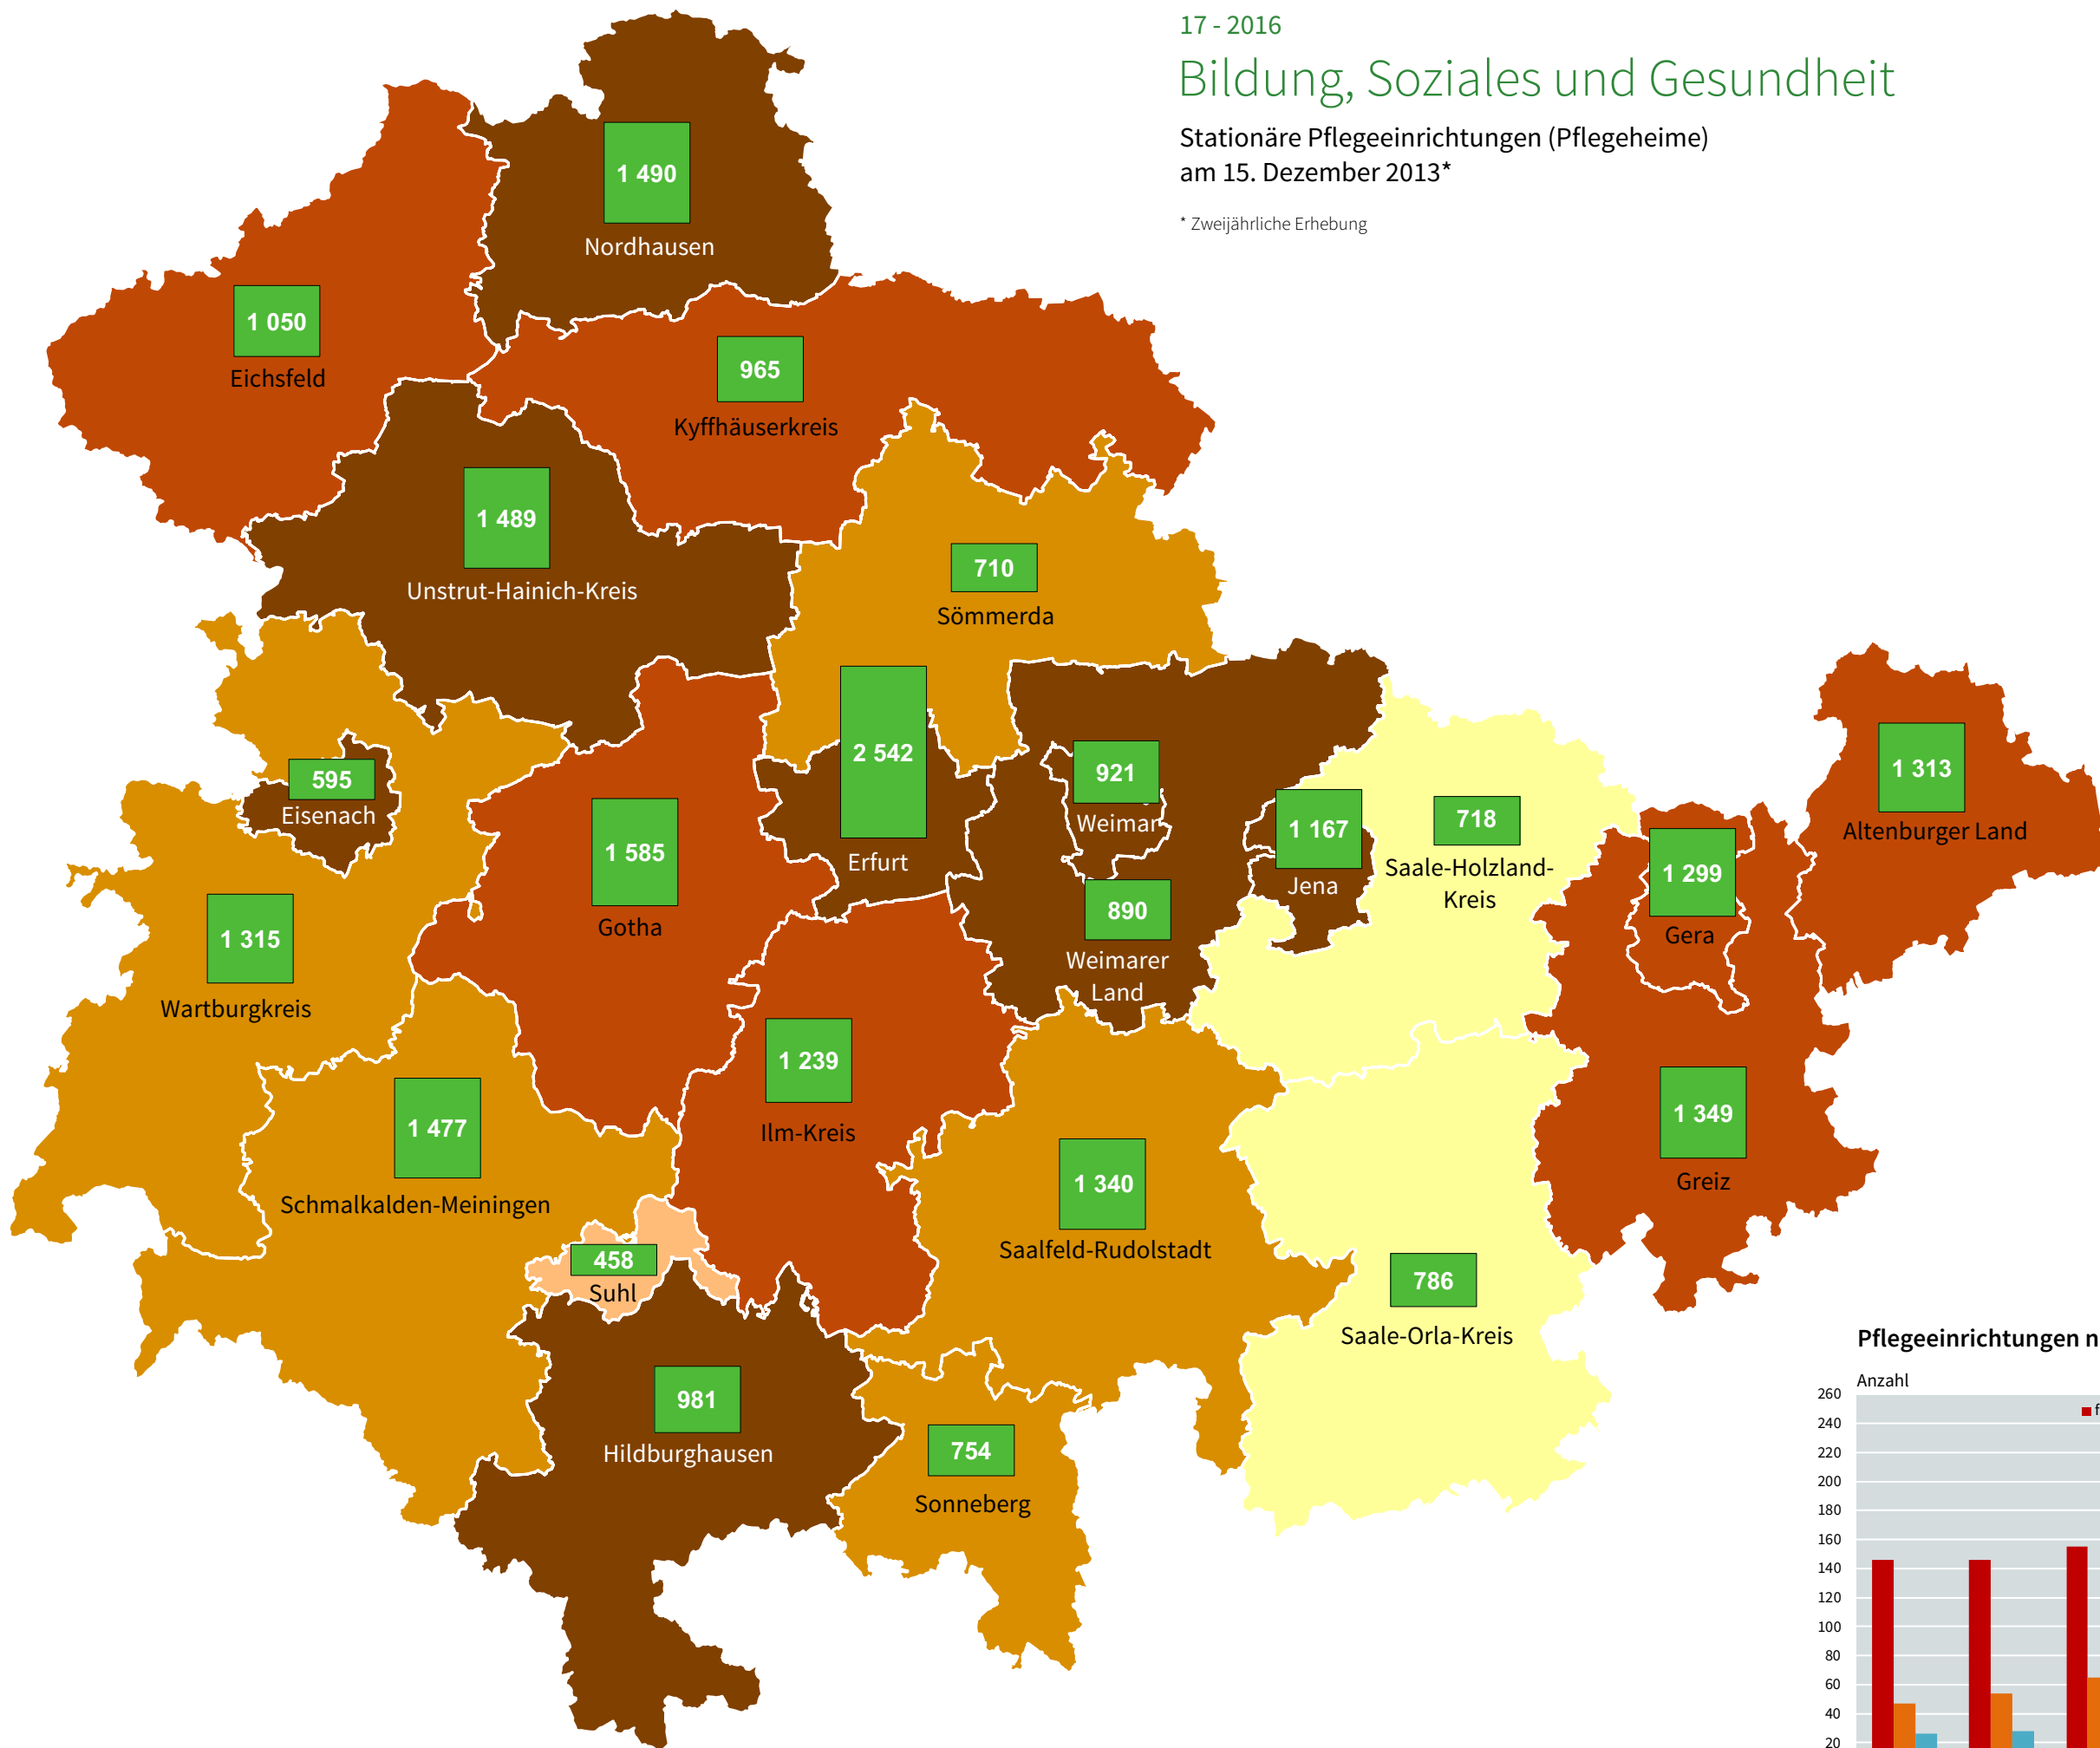 17 - 2016
Bildung, Soziales und Gesundheit
Stationäre Pflegeeinrichtungen (Pflegeheime)
am 15. Dezember 2013*
* Zweijährliche Erhebung
1 490
Nordhausen
1 050
Eichsfeld
965
Kyffhäuserkreis
1 489
Unstrut-Hainich-Kreis
710
Sömmerda
595
Eisenach
1 585
Gotha
2 542
Erfurt
921
Weimar
890
Weimarer
Land
1 167
Jena
718
Saale-Holzland-
Kreis
1 299
Gera
1 313
Altenburger Land
1 315
Wartburgkreis
1 477
Schmalkalden-Meiningen
1 239
Ilm-Kreis
1 340
Saalfeld-Rudolstadt
1 349
Greiz
458
Suhl
786
Saale-Orla-Kreis
981
Hildburghausen
754
Sonneberg
Pflegeeinrichtungen n
Anzahl
260
240
220
200
180
160
140
120
100
80
60
40
20
f